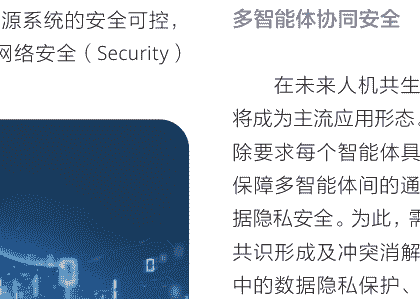 源系统的安全可控，
网络安全（Security）
多智能体协同安全
在未来人机共生
将成为主流应用形态。
除要求每个智能体具
保障多智能体间的通
据隐私安全。为此，需
共识形成及冲突消解
中的数据隐私保护、